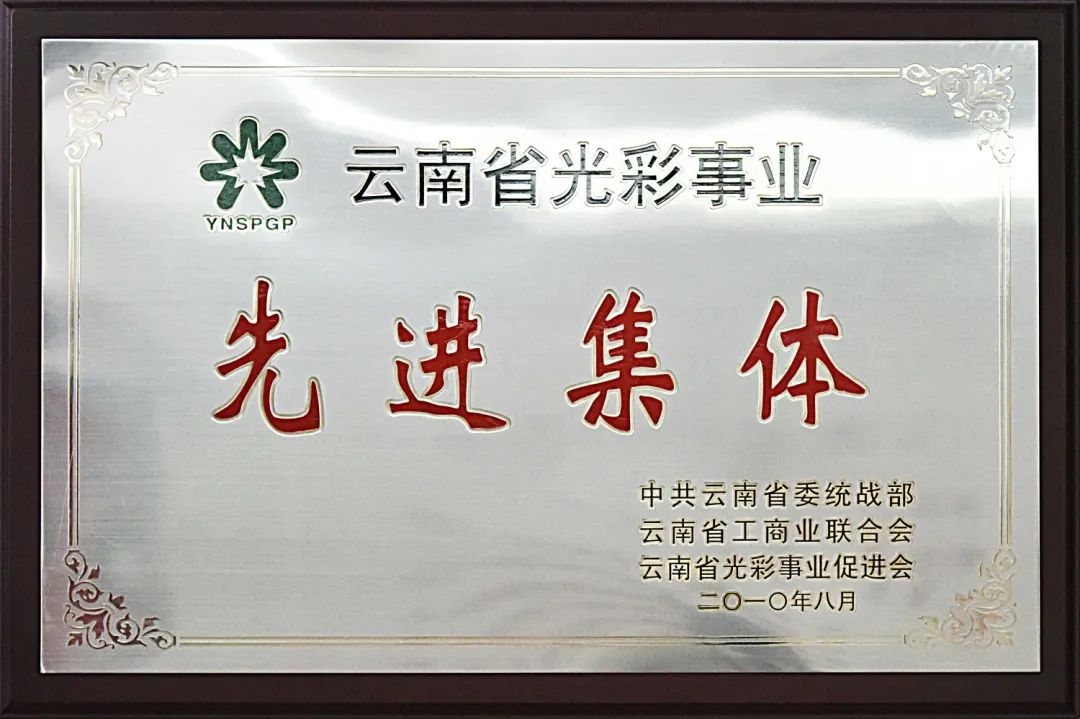 云南省光彩事业
YNSPGP
先进集体
中共云南省委统战部
云南省工商业联合会
云南省光彩事业促进会
二〇一〇年八月